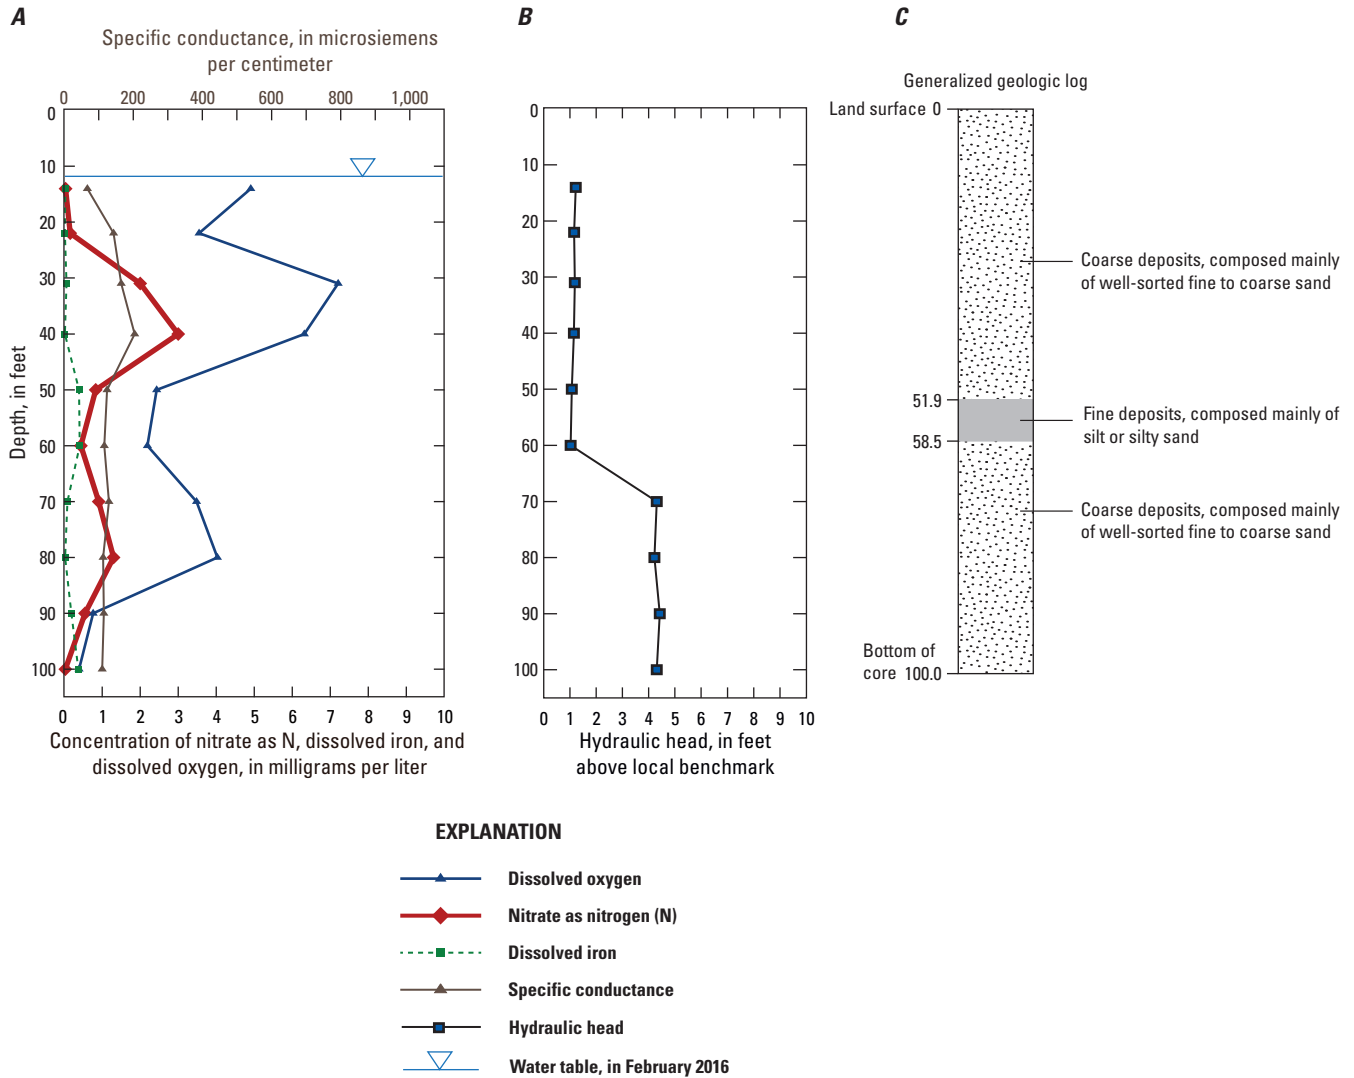 A
Specific conductance, in microsiemens
per centimeter
0 200 400 600 800 1,000
0
10
20
30
40
50
60
70
80
90
100
Depth, in feet
0 1 2 3 4 5 6 7 8 9 10
Concentration of nitrate as N, dissolved iron, and
dissolved oxygen, in milligrams per liter
B
0
10
20
30
40
50
60
70
80
90
100
0 1 2 3 4 5 6 7 8 9 10
Hydraulic head, in feet
above local benchmark
C
Generalized geologic log
Land surface 0
Coarse deposits, composed mainly
of well-sorted fine to coarse sand
51.9
Fine deposits, composed mainly of
silt or silty sand
58.5
Coarse deposits, composed mainly
of well-sorted fine to coarse sand
Bottom of
core 100.0
EXPLANATION
Dissolved oxygen
Nitrate as nitrogen (N)
Dissolved iron
Specific conductance
Hydraulic head
Water table, in February 2016